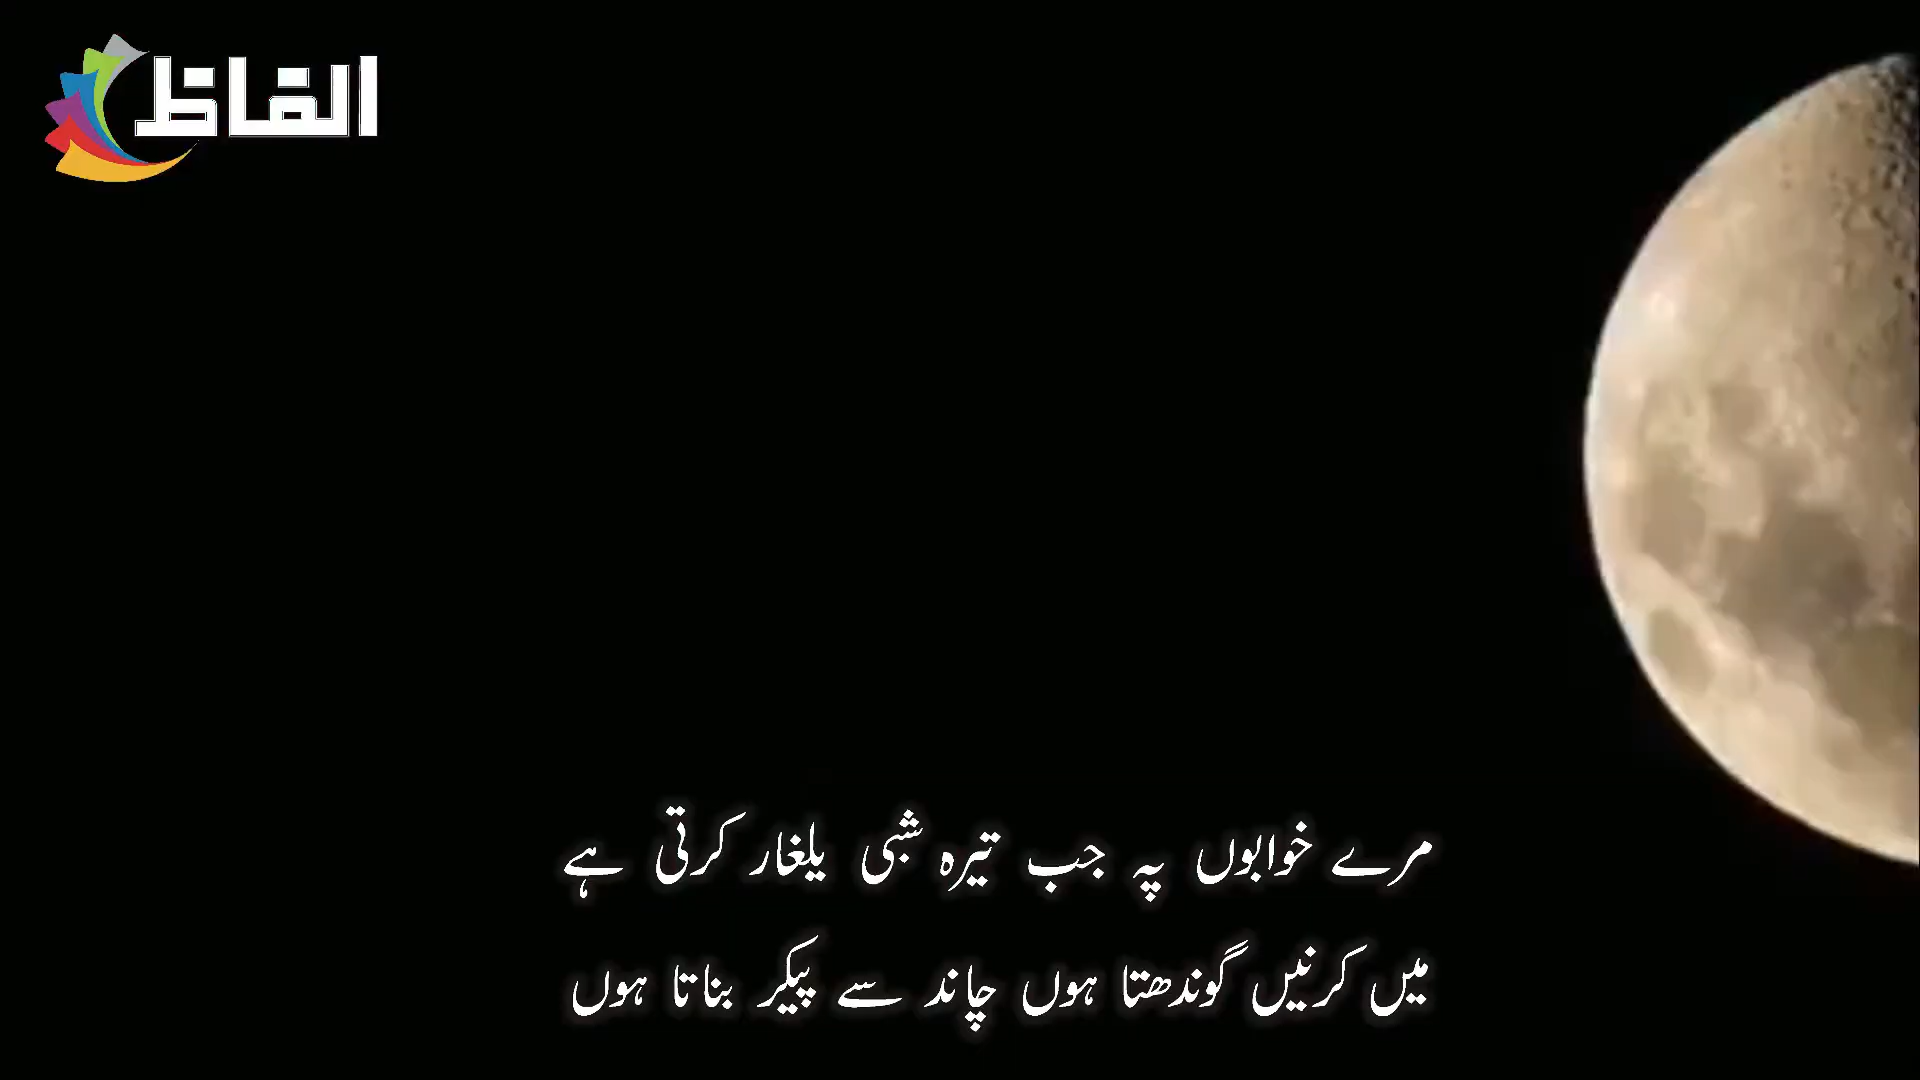 الفاظ
مرے خوابوں پہ جب تیرہ شبی یلغار کرتی ہے
میں کرنیں گوندھتا ہوں چاند سے پیکر بناتا ہوں